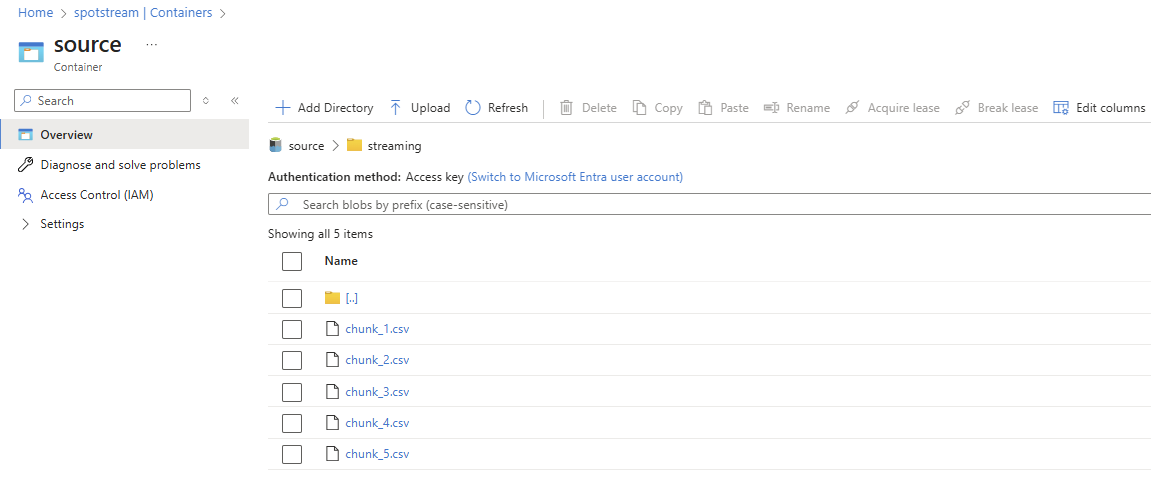 Home > spotstream | Containers >
source ...
Container
Search
Overview
Diagnose and solve problems
Access Control (IAM)
Settings
Add Directory Upload Refresh Delete Copy Paste Rename Acquire lease Break lease Edit columns
source > streaming
Authentication method: Access key (Switch to Microsoft Entra user account)
Search blobs by prefix (case-sensitive)
Showing all 5 items
Name
[..]
chunk_1.csv
chunk_2.csv
chunk_3.csv
chunk_4.csv
chunk_5.csv